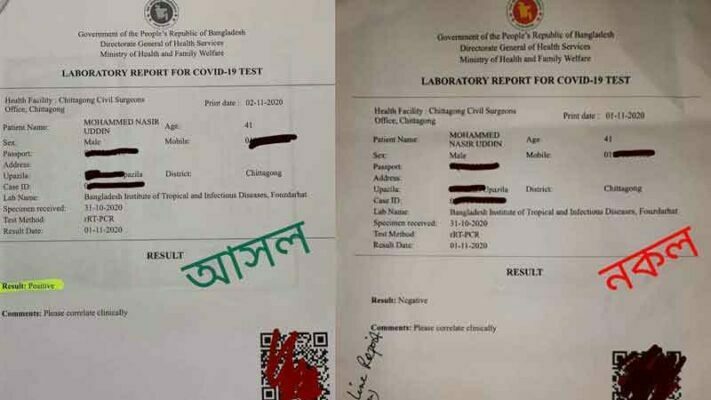 Government of the People's Republic of Bangladesh
Directorate General of Health Services
Ministry of Health and Family Welfare
LABORATORY REPORT FOR COVID-19 TEST
Health Facility : Chittagong Civil Surgeons
Office, Chittagong
Print date : 02-11-2020
Patient Name: MOHAMMED NASIR
UDDIN
Age: 41
Sex: Male Mobile: 0
Passport:
Address:
Upazila: pazila District: Chittagong
Case ID:
Lab Name: Bangladesh Institute of Tropical and Infectious Diseases, Fouzdarhat
Specimen received: 31-10-2020
Test Method: rRT-PCR
Result Date: 01-11-2020
RESULT
আসল
Result: Positive
Comments: Please correlate clinically
Government of the People's Republic of Bangladesh
Directorate General of Health Services
Ministry of Health and Family Welfare
LABORATORY REPORT FOR COVID-19 TEST
Health Facility : Chittagong Civil Surgeons
Office, Chittagong
Print date : 01-11-2020
Patient Name: MOHAMMED
NASIR UDDIN
Age: 41
Sex: Male Mobile: 01
Passport:
Address:
Upazila: Upazila District: Chittagong
Case ID:
Lab Name: Bangladesh Institute of Tropical and Infectious Diseases, Fouzdarhat
Specimen received: 31-10-2020
Test Method: rRT-PCR
Result Date: 01-11-2020
RESULT
নকল
Result: Negative
Comments: Please correlate clinically
Line Report